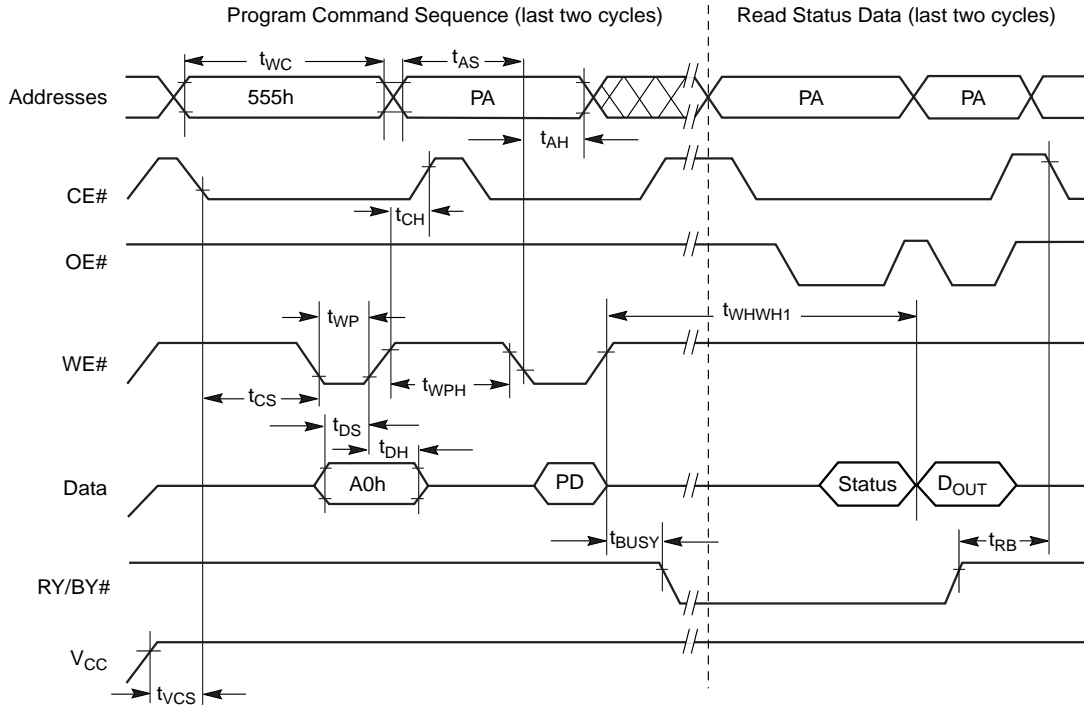 Program Command Sequence (last two cycles)
Read Status Data (last two cycles)
tWC
tAS
Addresses
555h
PA
PA
PA
tAH
CE#
tCH
OE#
tWP
tWHWH1
WE#
tCS
tWPH
tDS
tDH
Data
A0h
PD
Status
DOUT
tBUSY
tRB
RY/BY#
VCC
tVCS